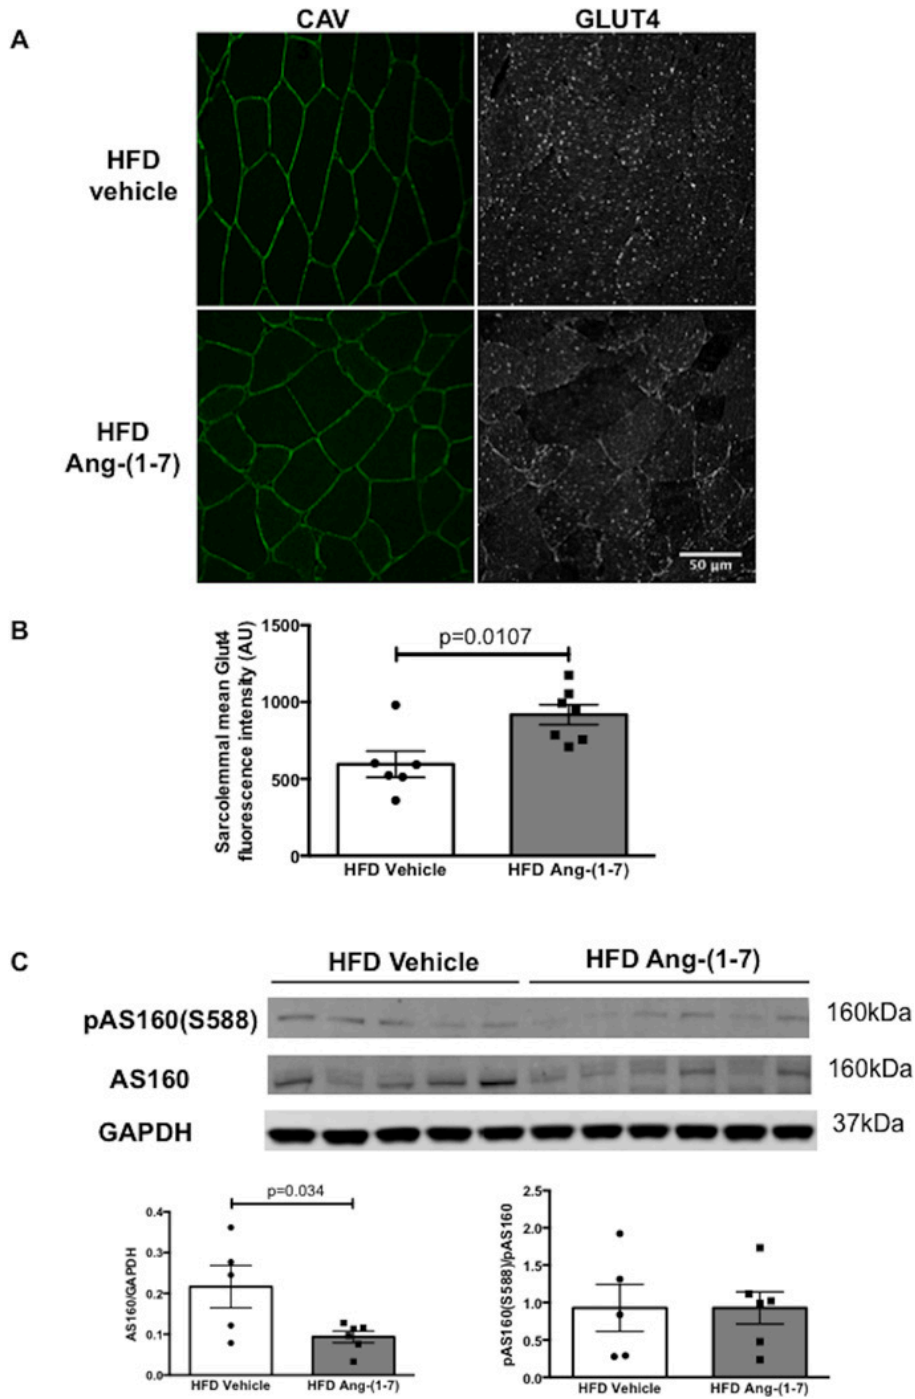 A
CAV
GLUT4
HFD
vehicle
HFD
Ang-(1-7)
50 µm
B
Sarcolemmal mean Glut4
fluorescence intensity (AU)
1500
1000
500
0
p=0.0107
HFD Vehicle
HFD Ang-(1-7)
C
HFD Vehicle
HFD Ang-(1-7)
pAS160(S588)
160kDa
AS160
160kDa
GAPDH
37kDa
AS160/GAPDH
0.4
0.3
0.2
0.1
0.0
p=0.034
HFD Vehicle
HFD Ang-(1-7)
pAS160(S588)/pAS160
2.5
2.0
1.5
1.0
0.5
0.0
HFD Vehicle
HFD Ang-(1-7)